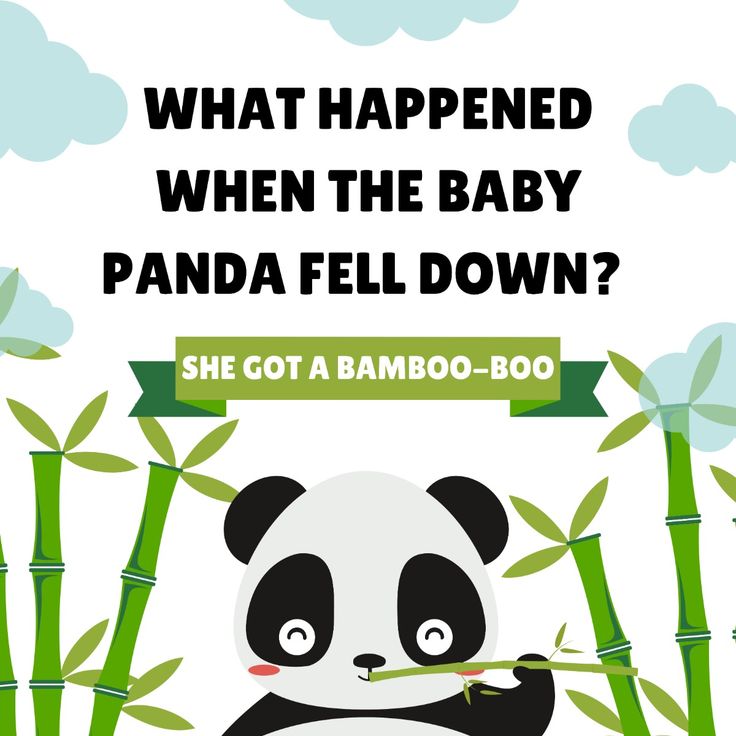 WHAT HAPPENED
WHEN THE BABY
PANDA FELL DOWN?
SHE GOT A BAMBOO-BOO